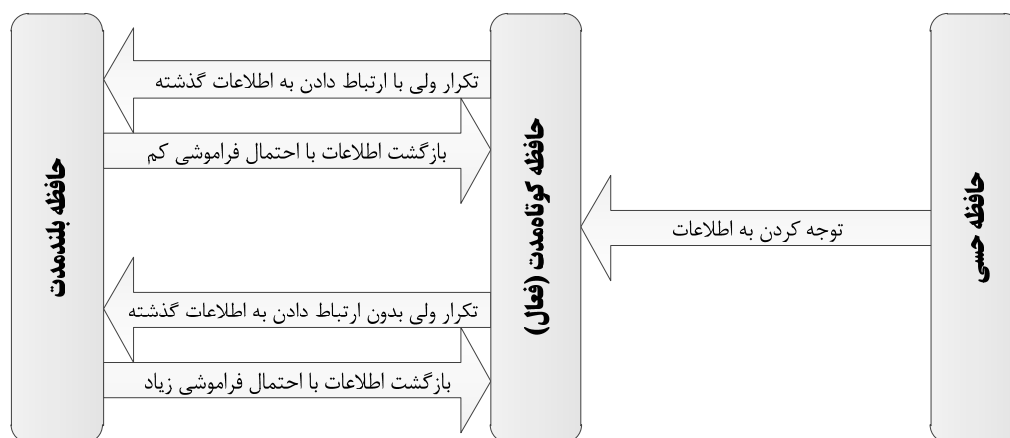 حافظه حسی
توجه کردن به اطلاعات
حافظه کوتاه‌مدت (فعال)
تکرار ولی با ارتباط دادن به اطلاعات گذشته
بازگشت اطلاعات با احتمال فراموشی کم
تکرار ولی بدون ارتباط دادن به اطلاعات گذشته
بازگشت اطلاعات با احتمال فراموشی زیاد
حافظه بلندمدت